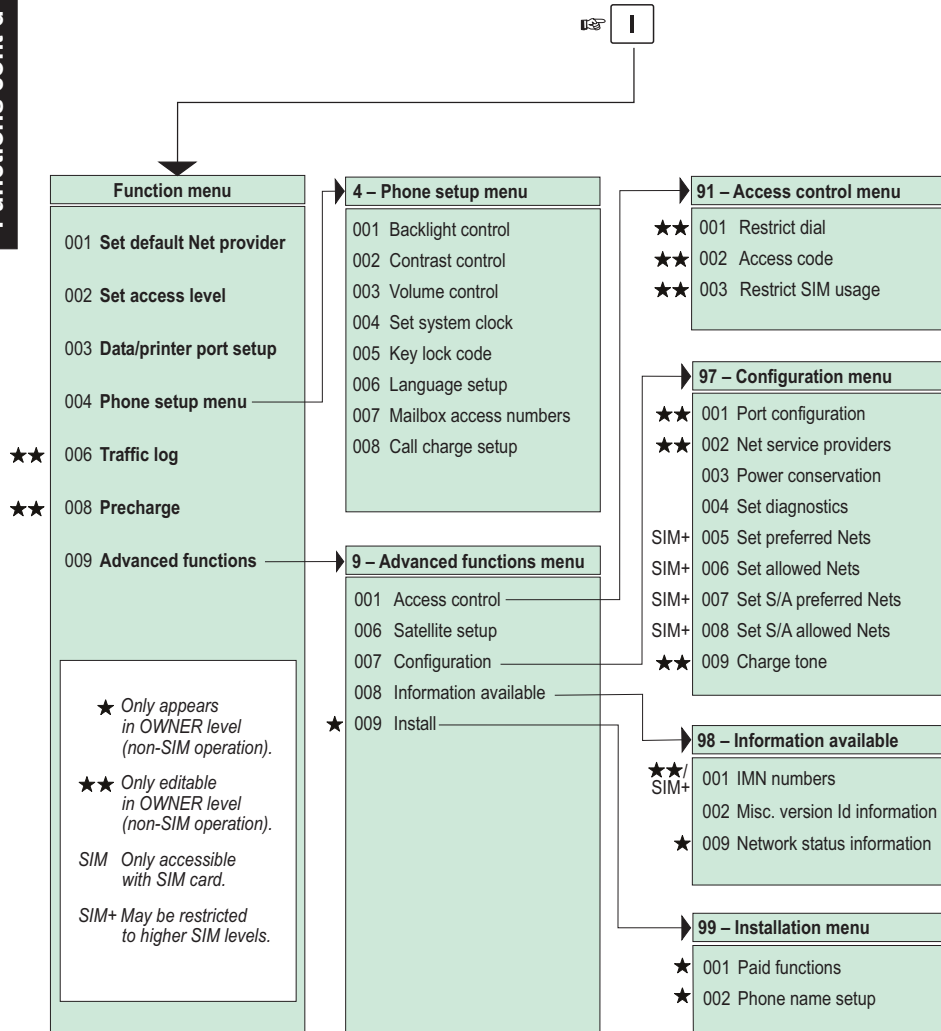 I
Function menu
001 Set default Net provider
002 Set access level
003 Data/printer port setup
004 Phone setup menu
★★ 006 Traffic log
★★ 008 Precharge
009 Advanced functions
★ Only appears
in OWNER level
(non-SIM operation).
★★ Only editable
in OWNER level
(non-SIM operation).
SIM Only accessible
with SIM card.
SIM+ May be restricted
to higher SIM levels.
4 – Phone setup menu
001 Backlight control
002 Contrast control
003 Volume control
004 Set system clock
005 Key lock code
006 Language setup
007 Mailbox access numbers
008 Call charge setup
9 – Advanced functions menu
001 Access control
006 Satellite setup
007 Configuration
008 Information available
★ 009 Install
91 – Access control menu
★★ 001 Restrict dial
★★ 002 Access code
★★ 003 Restrict SIM usage
97 – Configuration menu
★★ 001 Port configuration
★★ 002 Net service providers
003 Power conservation
004 Set diagnostics
SIM+ 005 Set preferred Nets
SIM+ 006 Set allowed Nets
SIM+ 007 Set S/A preferred Nets
SIM+ 008 Set S/A allowed Nets
★★ 009 Charge tone
98 – Information available
★★/
SIM+ 001 IMN numbers
002 Misc. version Id information
★ 009 Network status information
99 – Installation menu
★ 001 Paid functions
★ 002 Phone name setup